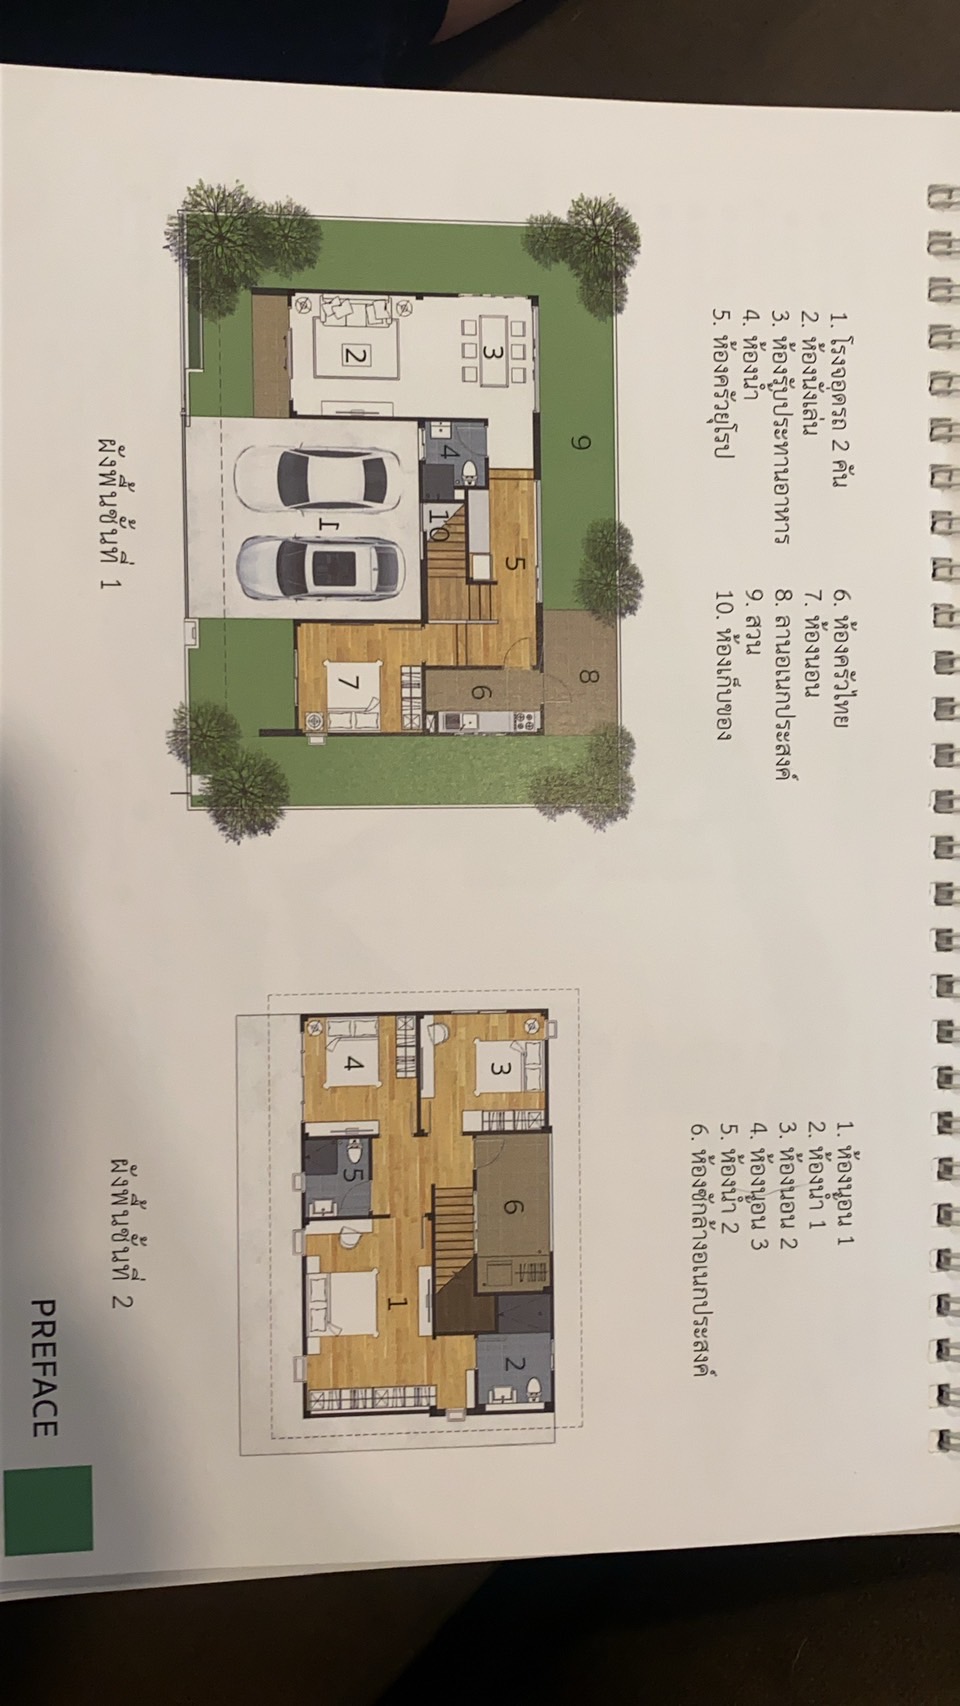 1. โรงจอดรถ 2 คัน
2. ห้องนั่งเล่น
3. ห้องรับประทานอาหาร
4. ห้องน้ำ
5. ห้องครัวยุโรป
6. ห้องครัวไทย
7. ห้องนอน
8. ลานอเนกประสงค์
9. สวน
10. ห้องเก็บของ
9
8
3
5
6
4
10
2
1
7
ผังพื้นชั้นที่ 1
1. ห้องนอน 1
2. ห้องน้ำ 1
3. ห้องนอน 2
4. ห้องนอน 3
5. ห้องน้ำ 2
6. ห้องซักล้างอเนกประสงค์
3
6
2
4
5
1
ผังพื้นชั้นที่ 2
PREFACE